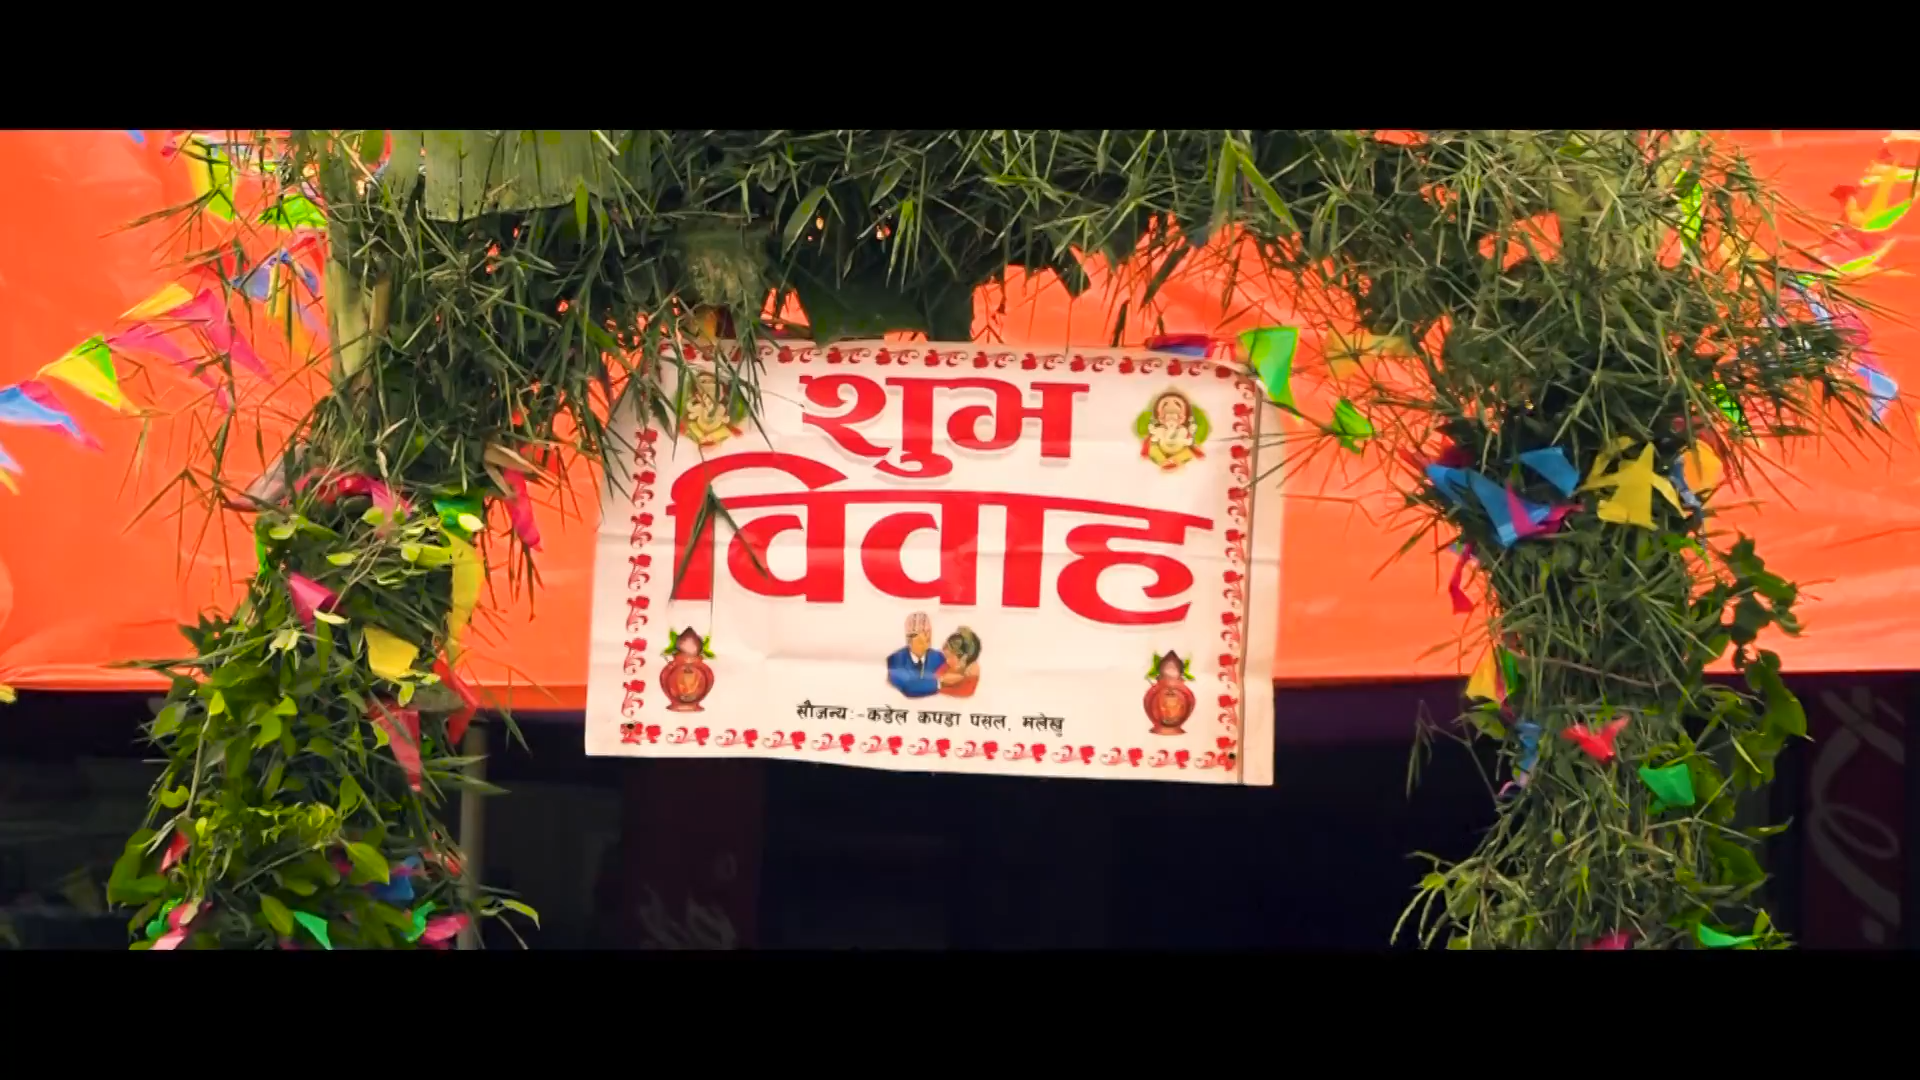 शुभ
विवाह
सौजन्य:-कडेल कपडा पसल, मलेखु